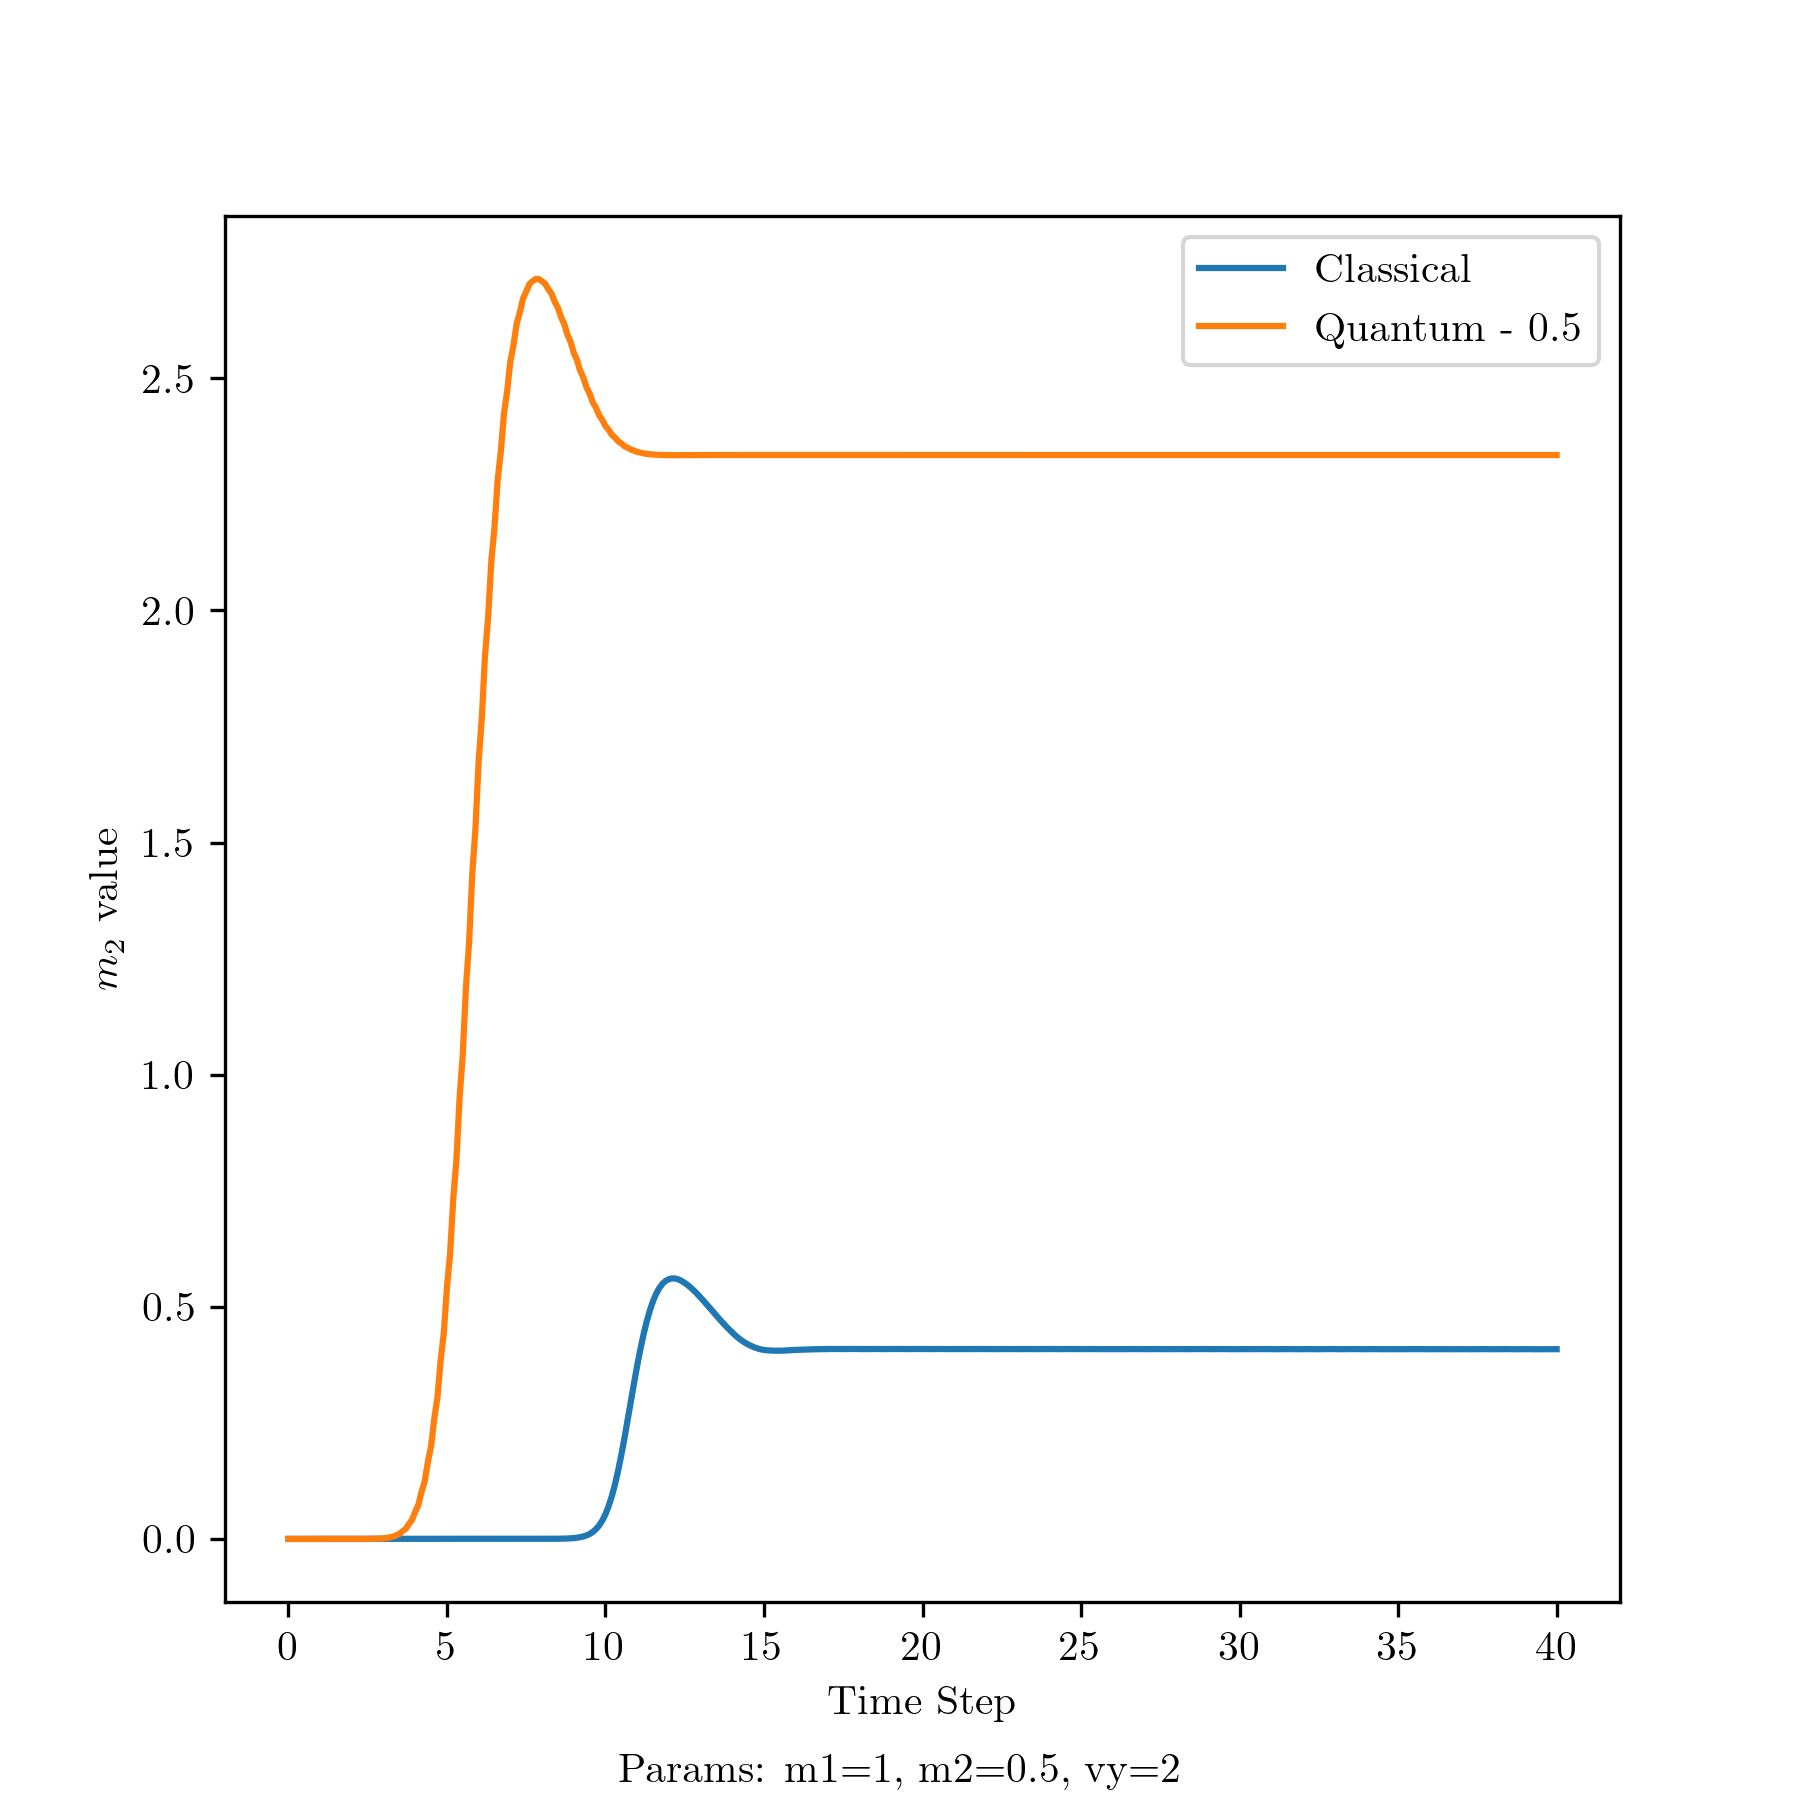 Classical
Quantum - 0.5
2.5
2.0
1.5
1.0
0.5
0.0
m₂ value
0 5 10 15 20 25 30 35 40
Time Step
Params: m1=1, m2=0.5, vy=2